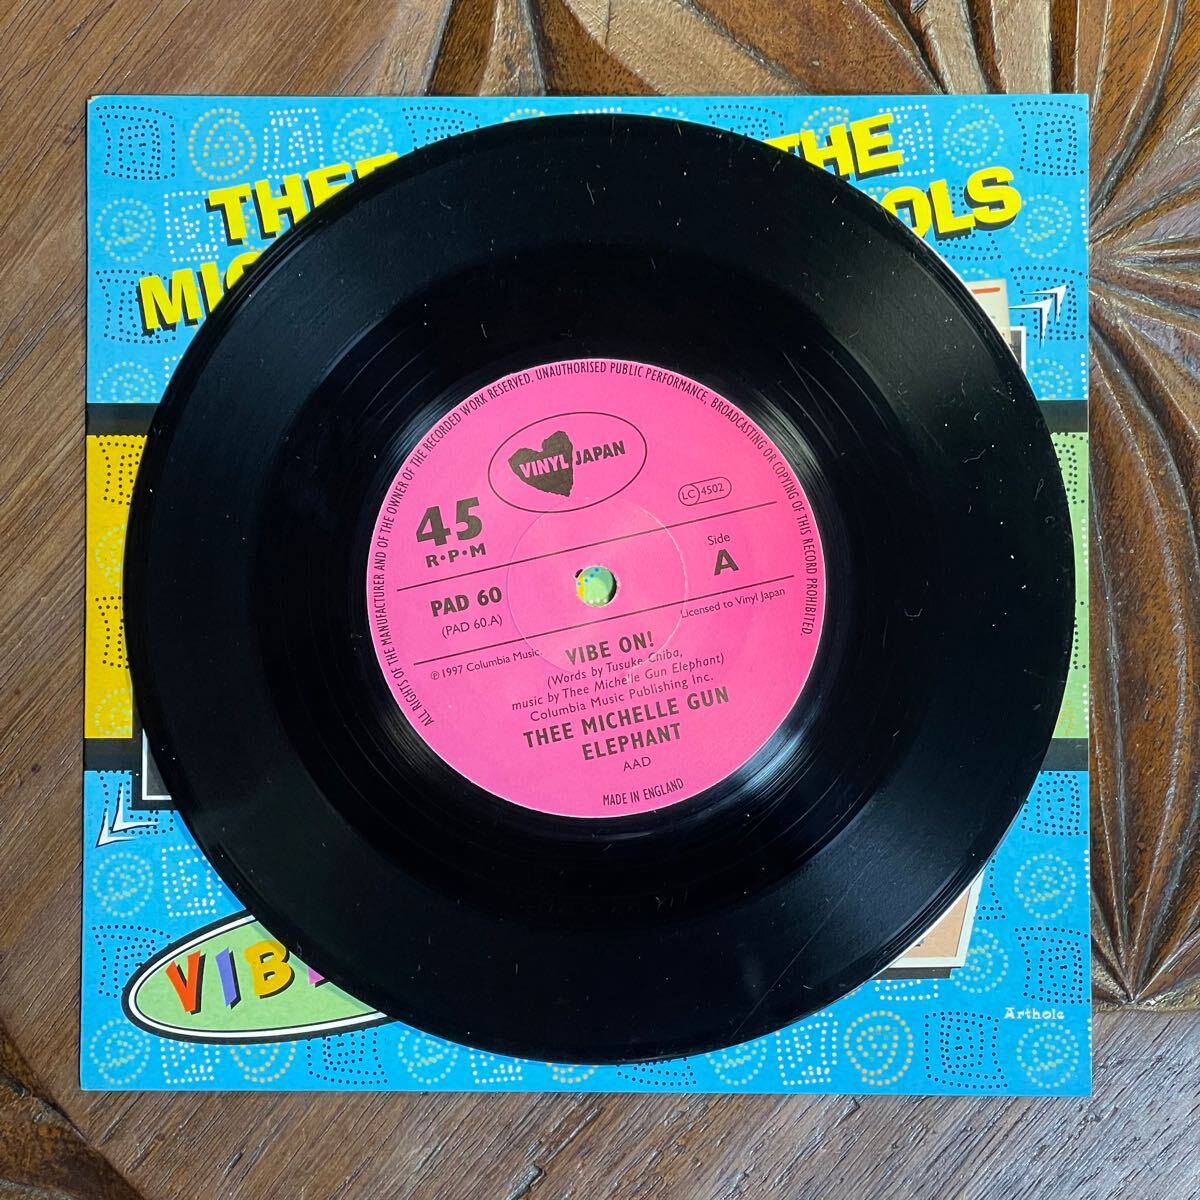 THEE
THE
MIC
OLS
ALL RIGHTS OF THE MANUFACTURER AND OF THE OWNER OF THE RECORDED WORK RESERVED. UNAUTHORISED PUBLIC PERFORMANCE, BROADCASTING OR COPYING OF THIS RECORD PROHIBITED.
VINYL JAPAN
45
R•P•M
LC 4502
Side
A
PAD 60
(PAD 60.A)
Licensed to Vinyl Japan
℗ 1997 Columbia Music.
VIBE ON!
(Words by Tusuke Chiba,
music by Thee Michelle Gun Elephant)
Columbia Music Publishing Inc.
THEE MICHELLE GUN
ELEPHANT
AAD
MADE IN ENGLAND
VIB
Arthole